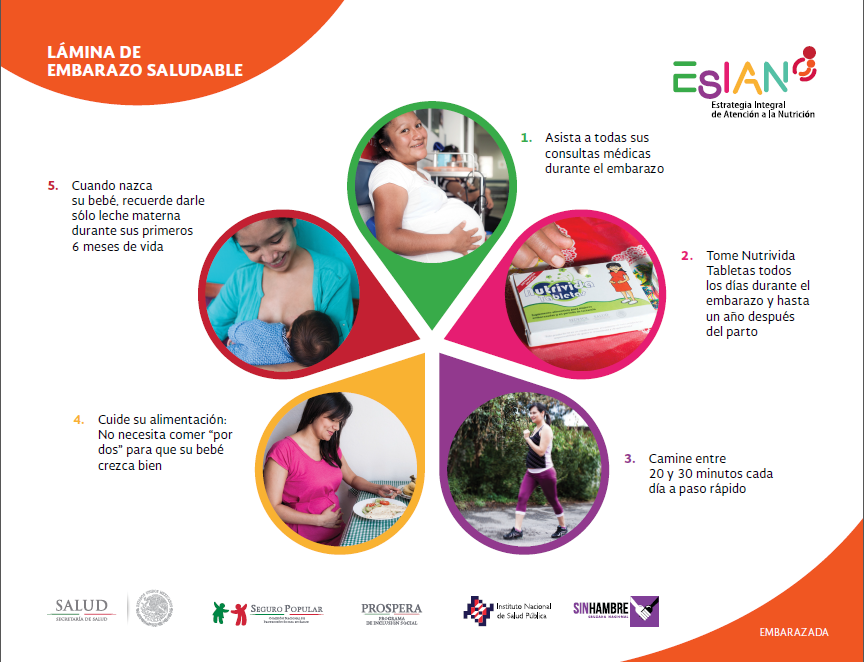 LÁMINA DE
EMBARAZO SALUDABLE
EsIAN
Estrategia Integral
de Atención a la Nutrición
1. Asista a todas sus
consultas médicas
durante el embarazo
2. Tome Nutrivida
Tabletas todos
los días durante el
embarazo y hasta
un año después
del parto
Nutrivida
Tabletas
3. Camine entre
20 y 30 minutos cada
día a paso rápido
4. Cuide su alimentación:
No necesita comer “por
dos” para que su bebé
crezca bien
5. Cuando nazca
su bebé, recuerde darle
sólo leche materna
durante sus primeros
6 meses de vida
SALUD
SECRETARÍA DE SALUD
SEGURO POPULAR
PROSPERA
PROGRAMA
DE INCLUSIÓN SOCIAL
Instituto Nacional
de Salud Pública
SINHAMBRE
CRUZADA NACIONAL
EMBARAZADA